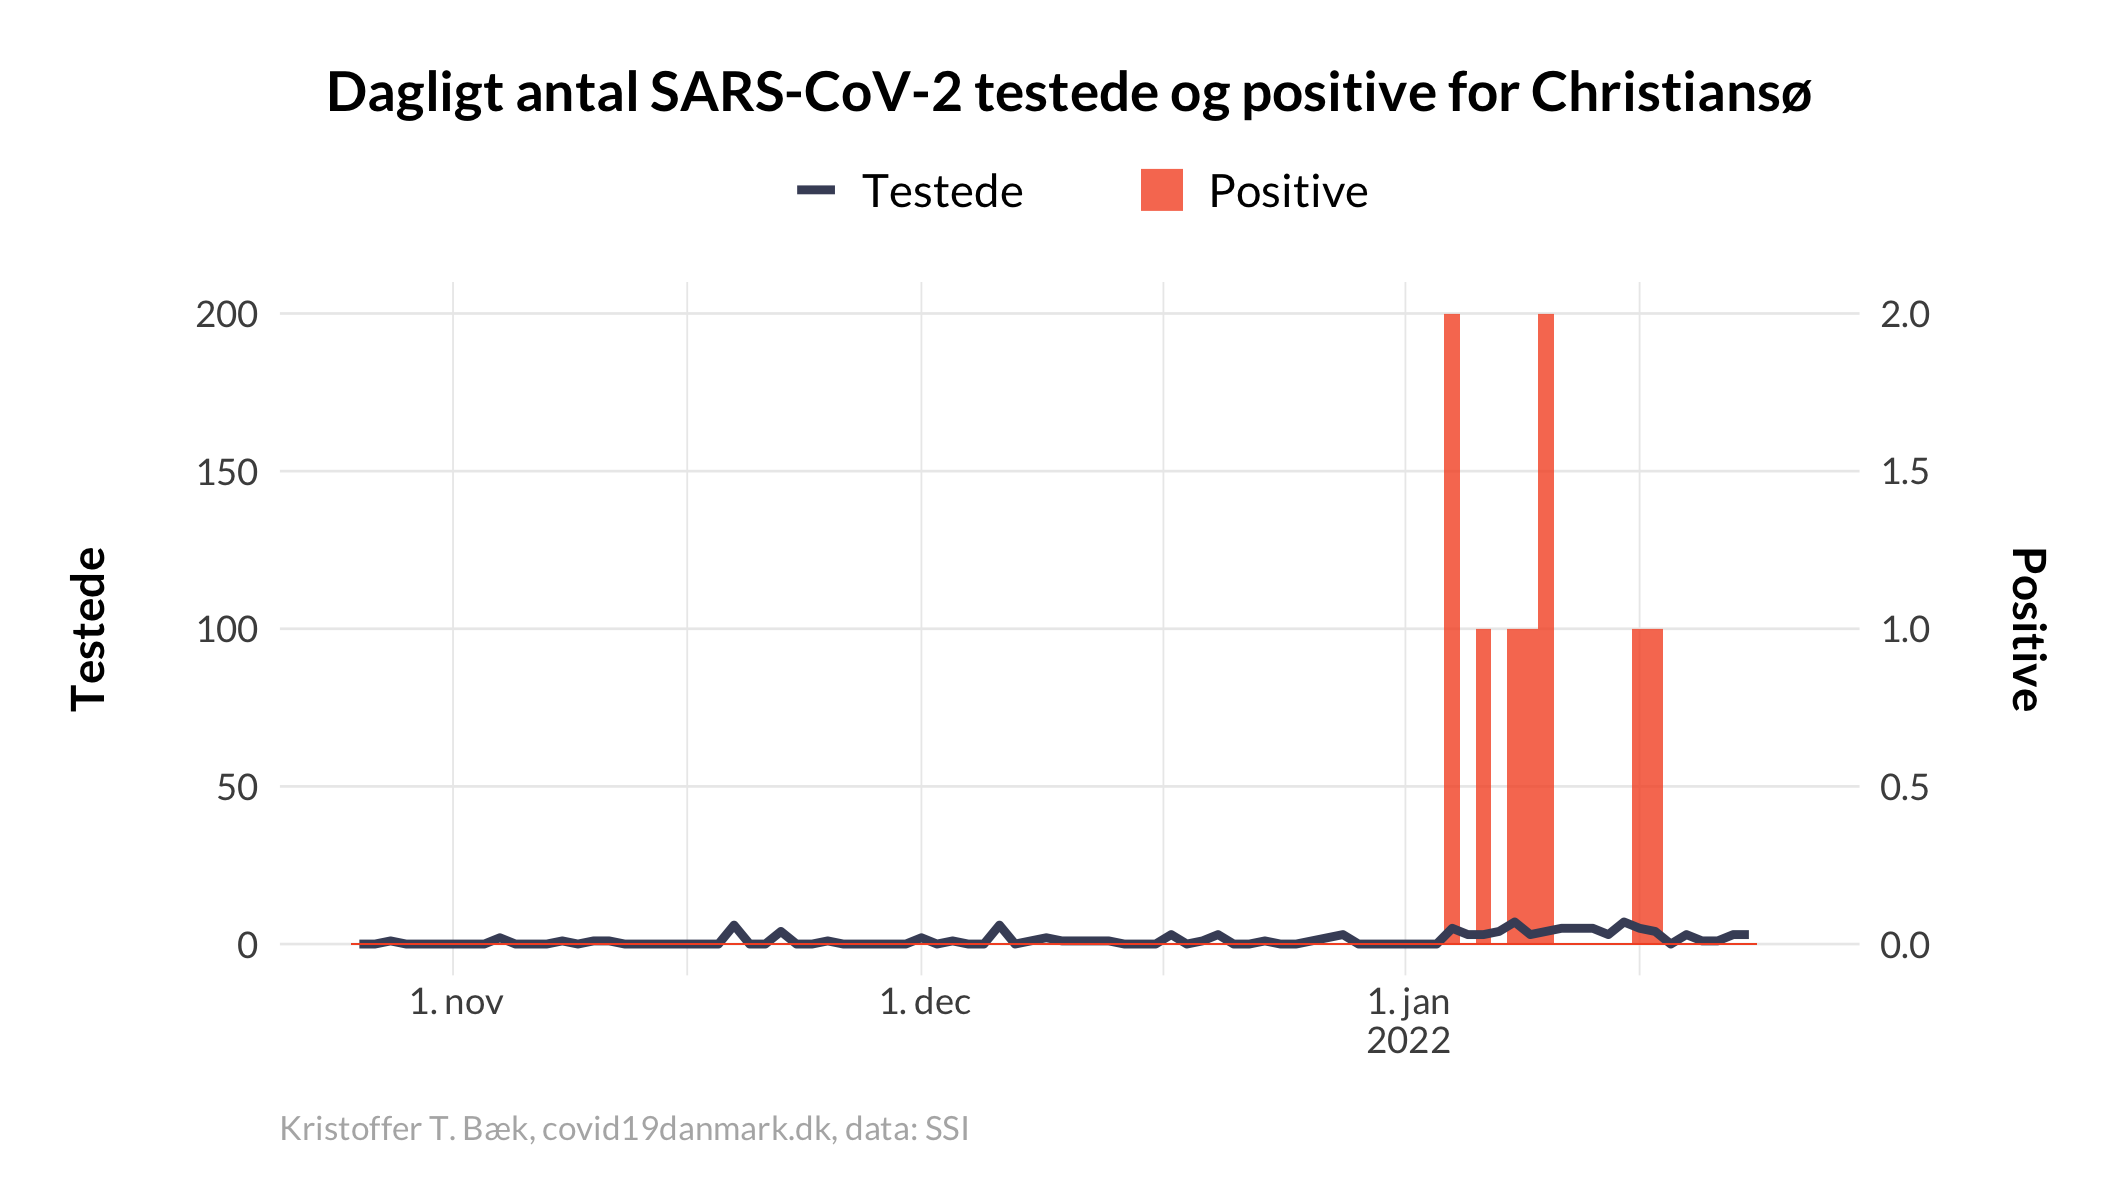 Dagligt antal SARS-CoV-2 testede og positive for Christiansø
Testede
Positive
200
150
100
50
0
Testede
2.0
1.5
1.0
0.5
0.0
Positive
1. nov
1. dec
1. jan
2022
Kristoffer T. Bæk, covid19danmark.dk, data: SSI